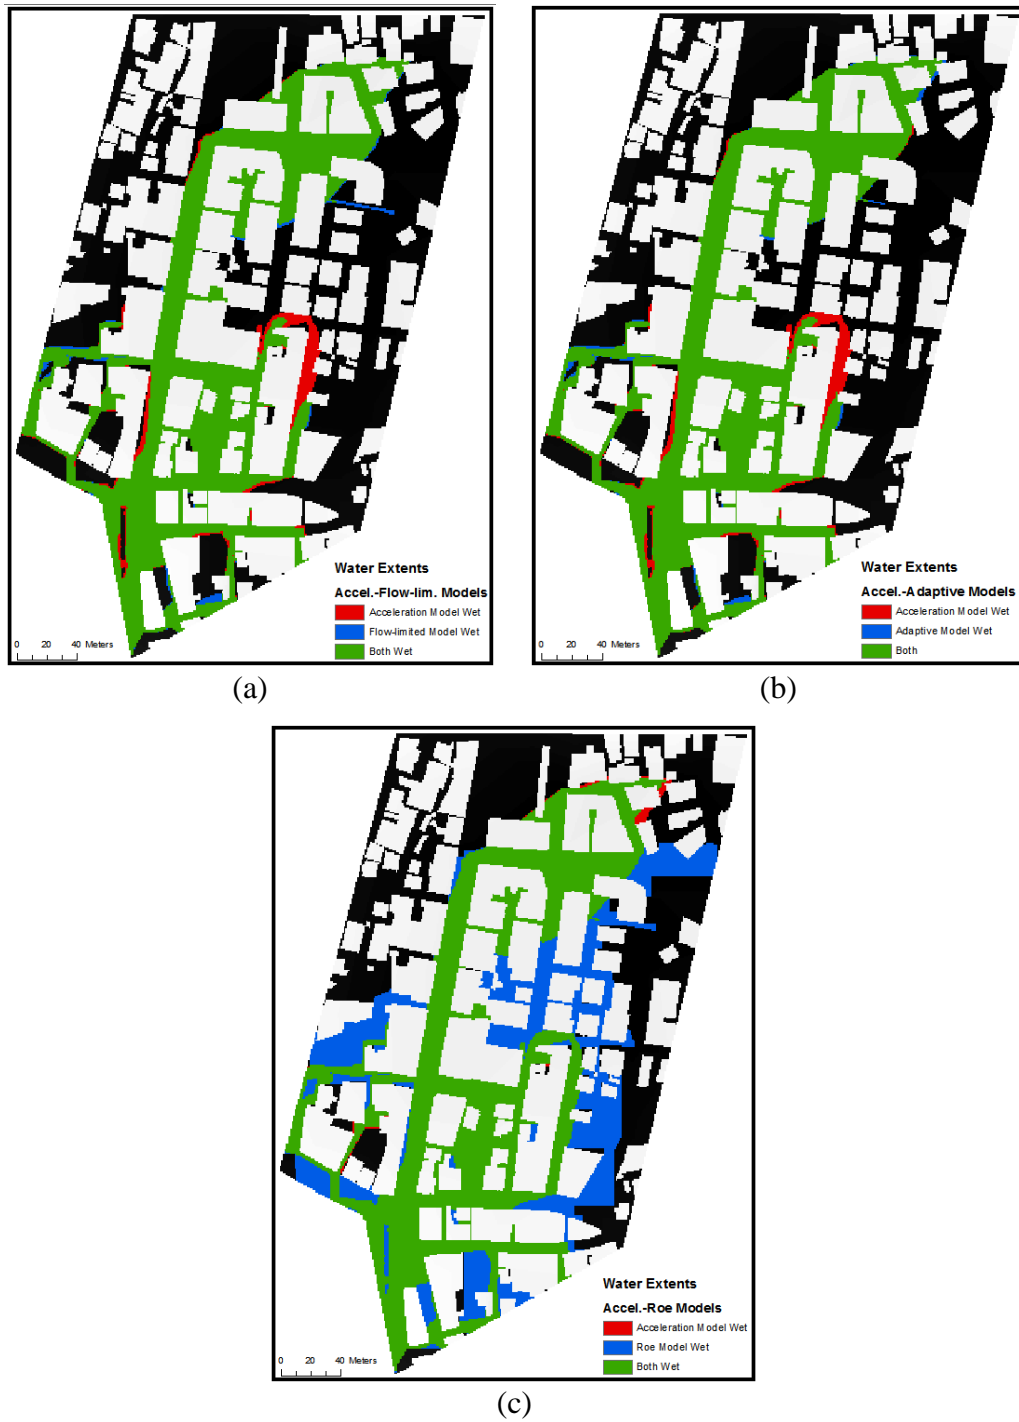 Water Extents
Accel.-Flow-lim. Models
Acceleration Model Wet
Flow-limited Model Wet
Both Wet
0 20 40 Meters
(a)
Water Extents
Accel.-Adaptive Models
Acceleration Model Wet
Adaptive Model Wet
Both
0 20 40 Meters
(b)
Water Extents
Accel.-Roe Models
Acceleration Model Wet
Roe Model Wet
Both Wet
0 20 40 Meters
(c)